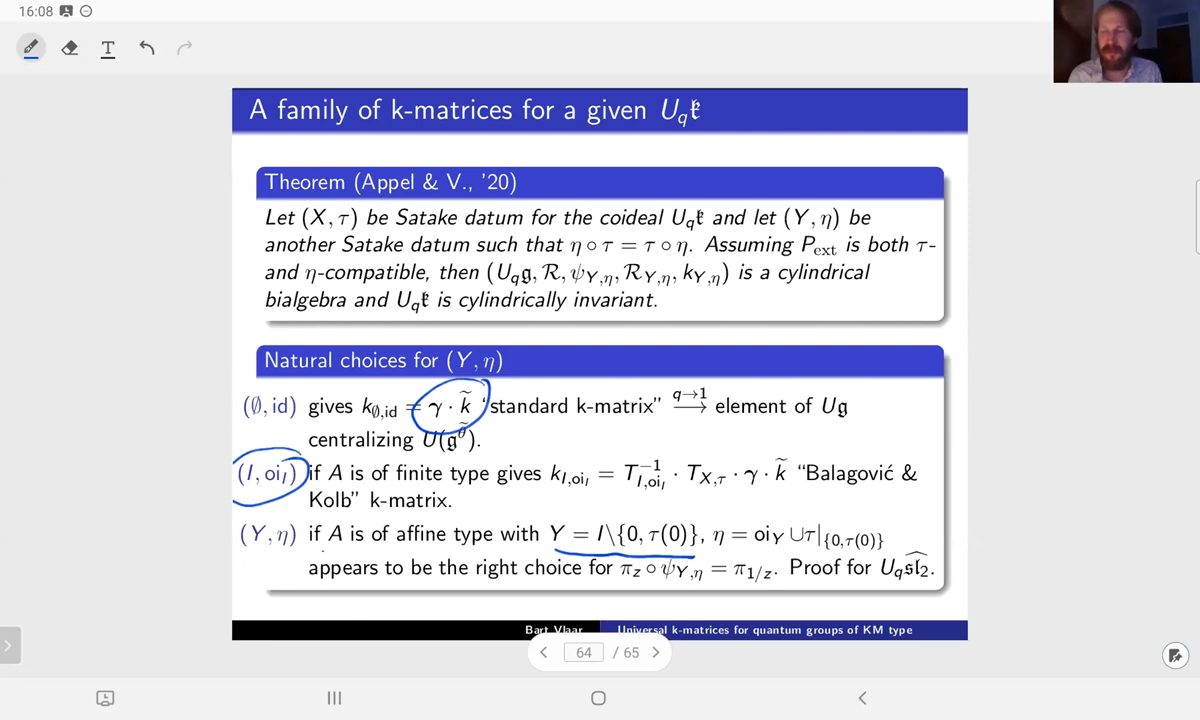 16:08
T
A family of k-matrices for a given U_q𝔨
Theorem (Appel & V., '20)
Let (X, τ) be Satake datum for the coideal U_q𝔨 and let (Y, η) be
another Satake datum such that η ∘ τ = τ ∘ η. Assuming P_ext is both τ-
and η-compatible, then (U_q𝔤, ℛ, ψ_{Y,η}, ℛ_{Y,η}, k_{Y,η}) is a cylindrical
bialgebra and U_q𝔨 is cylindrically invariant.
Natural choices for (Y, η)
(∅, id) gives k_{∅,id} = γ · k̃ "standard k-matrix" \xrightarrow{q→1} element of U𝔤
centralizing U(𝔤^{θ̃}).
(I, oi_I) if A is of finite type gives k_{I,oi_I} = T^{-1}_{I,oi_I} · T_{X,τ} · γ · k̃ "Balagović &
Kolb" k-matrix.
(Y, η) if A is of affine type with Y = I\{0, τ(0)}, η = oi_Y ∪ τ|_{{0,τ(0)}}
appears to be the right choice for π_z ∘ ψ_{Y,η} = π_{1/z}. Proof for U_q\widehat{𝔰𝔩}_2.
Bart Vlaar Universal k-matrices for quantum groups of KM type
64 / 65